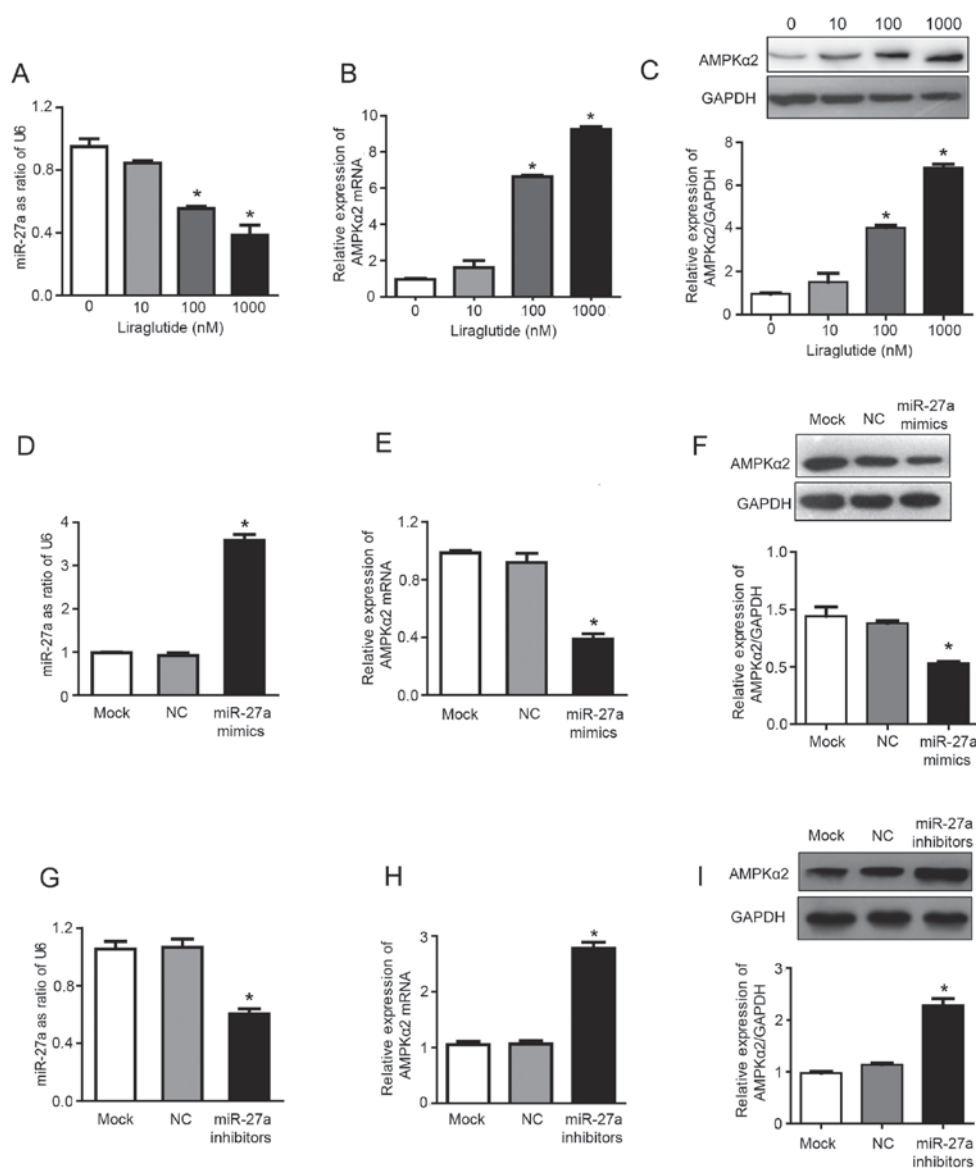 A
miR-27a as ratio of U6
1.2
0.8
0.4
0.0
*
*
0
10
100
1000
Liraglutide (nM)
B
Relative expression of
AMPKα2 mRNA
10
8
6
4
2
0
*
*
0
10
100
1000
Liraglutide (nM)
C
0 10 100 1000
AMPKα2
GAPDH
Relative expression of
AMPKα2/GAPDH
8
6
4
2
0
*
*
0
10
100
1000
Liraglutide (nM)
D
miR-27a as ratio of U6
4
3
2
1
0
*
Mock
NC
miR-27a
mimics
E
Relative expression of
AMPKα2 mRNA
1.2
0.8
0.4
0.0
*
Mock
NC
miR-27a
mimics
F
Mock NC miR-27a
mimics
AMPKα2
GAPDH
Relative expression of
AMPKα2/GAPDH
1.0
1.5
0.5
0.0
*
Mock
NC
miR-27a
mimics
G
miR-27a as ratio of U6
1.2
0.8
0.4
0.0
*
Mock
NC
miR-27a
inhibitors
H
Relative expression of
AMPKα2 mRNA
3
2
1
0
*
Mock
NC
miR-27a
inhibitors
I
Mock NC miR-27a
inhibitors
AMPKα2
GAPDH
Relative expression of
AMPKα2/GAPDH
3
2
1
0
*
Mock
NC
miR-27a
inhibitors